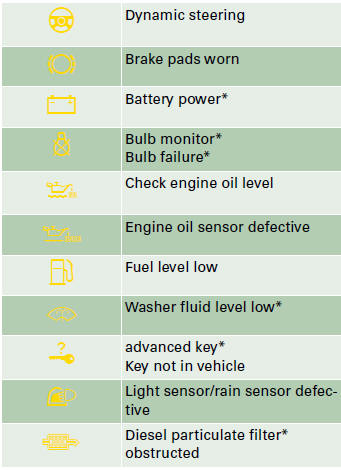 Dynamic steering
Brake pads worn
Battery power*
Bulb monitor*
Bulb failure*
Check engine oil level
Engine oil sensor defective
Fuel level low
Washer fluid level low*
?
advanced key*
Key not in vehicle
Light sensor/rain sensor defec-
tive
Diesel particulate filter*
obstructed